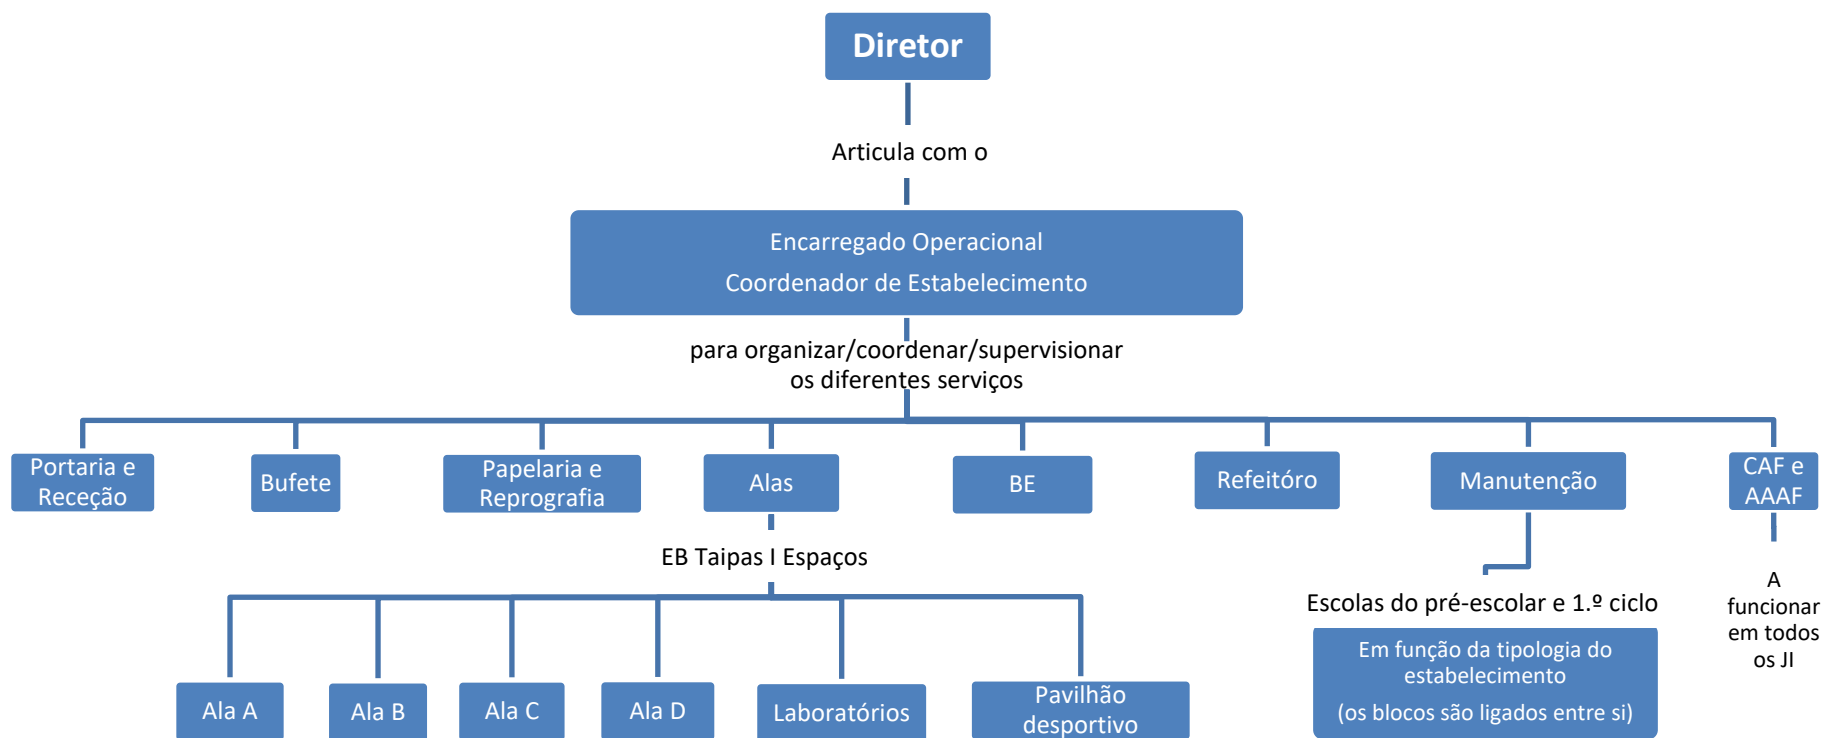 Diretor
Articula com o
Encarregado Operacional
Coordenador de Estabelecimento
para organizar/coordenar/supervisionar
os diferentes serviços
Portaria e
Receção
Bufete
Papelaria e
Reprografia
Alas
BE
Refeitóro
Manutenção
CAF e
AAAF
EB Taipas I Espaços
Ala A
Ala B
Ala C
Ala D
Laboratórios
Pavilhão
desportivo
Escolas do pré-escolar e 1.º ciclo
Em função da tipologia do
estabelecimento
(os blocos são ligados entre si)
A
funcionar
em todos
os JI